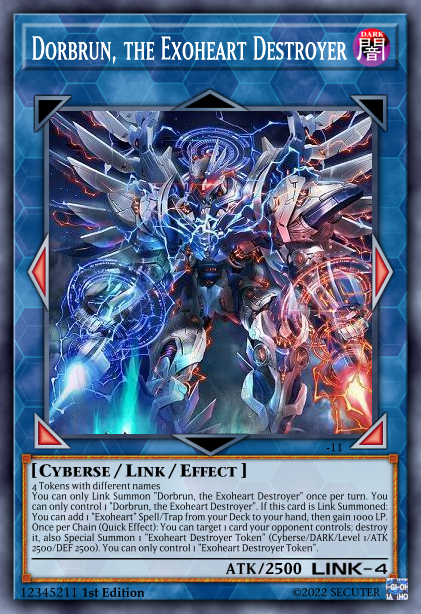 Dorbrun, the Exoheart Destroyer
DARK
闇
-11
[Cyberse / Link / Effect ]
4 Tokens with different names
You can only Link Summon "Dorbrun, the Exoheart Destroyer" once per turn. You
can only control 1 "Dorbrun, the Exoheart Destroyer". If this card is Link Summoned:
You can add 1 "Exoheart" Spell/Trap from your Deck to your hand, then gain 1000 LP.
Once per Chain (Quick Effect): You can target 1 card your opponent controls; destroy
it, also Special Summon 1 "Exoheart Destroyer Token" (Cyberse/DARK/Level 1/ATK
2500/DEF 2500). You can only control 1 "Exoheart Destroyer Token".
ATK/2500 LINK-4
12345211 1st Edition ©2022 SECUTER